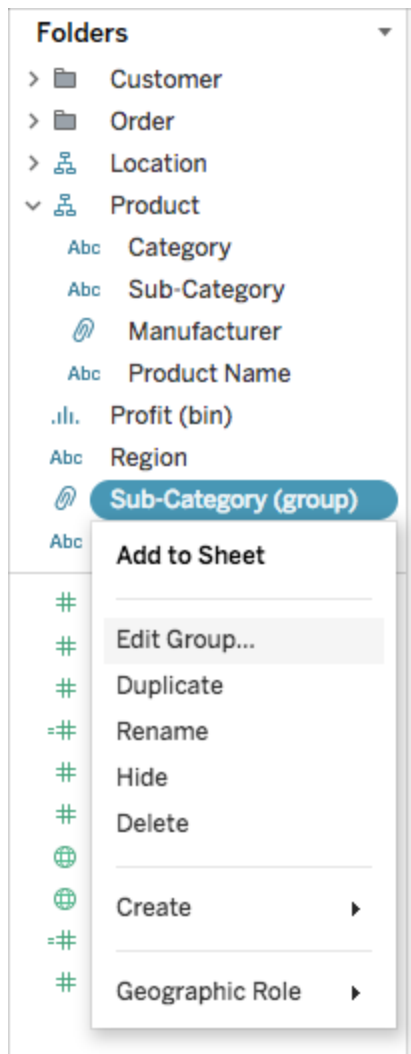 Folders
Customer
Order
Location
Product
Abc Category
Abc Sub-Category
Manufacturer
Abc Product Name
Profit (bin)
Abc Region
Sub-Category (group)
Abc
Add to Sheet
#
# Edit Group...
# Duplicate
=# Rename
# Hide
# Delete
Create
=#
# Geographic Role